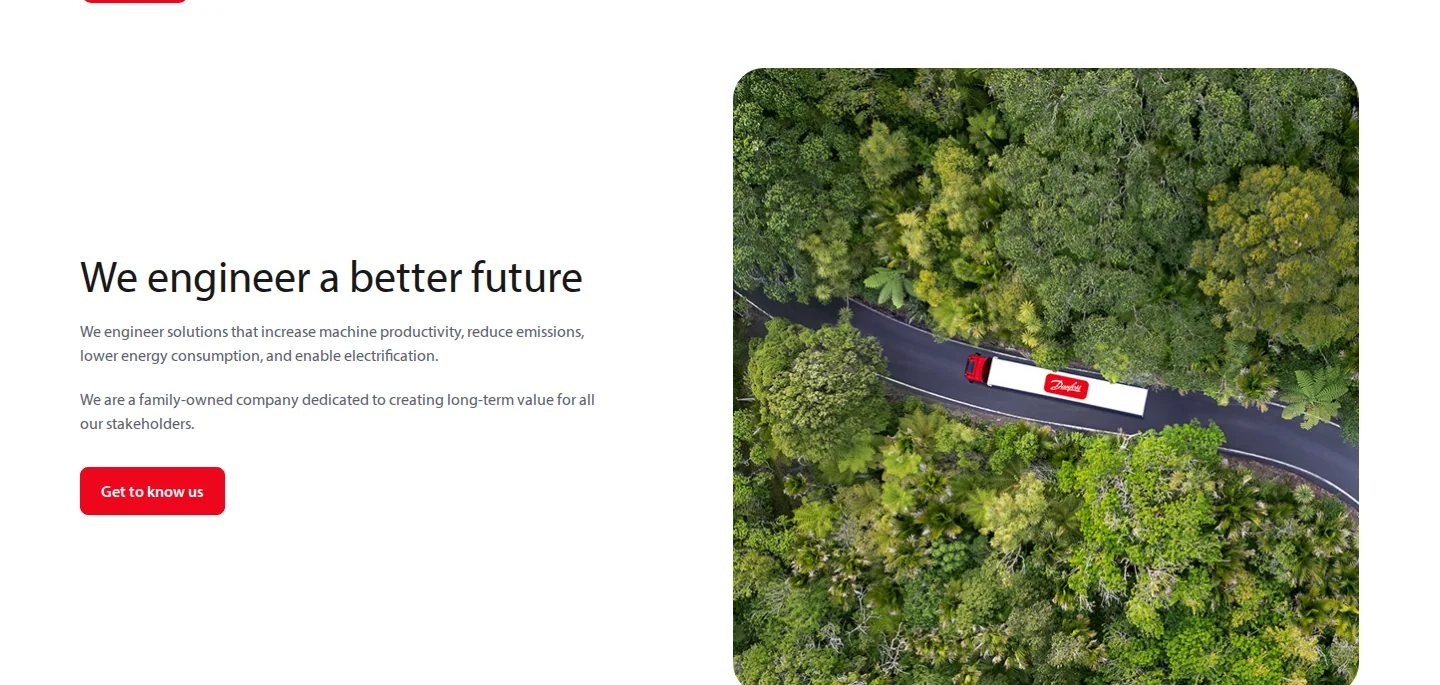 We engineer a better future
We engineer solutions that increase machine productivity, reduce emissions,
lower energy consumption, and enable electrification.
We are a family-owned company dedicated to creating long-term value for all
our stakeholders.
Get to know us
Danfoss